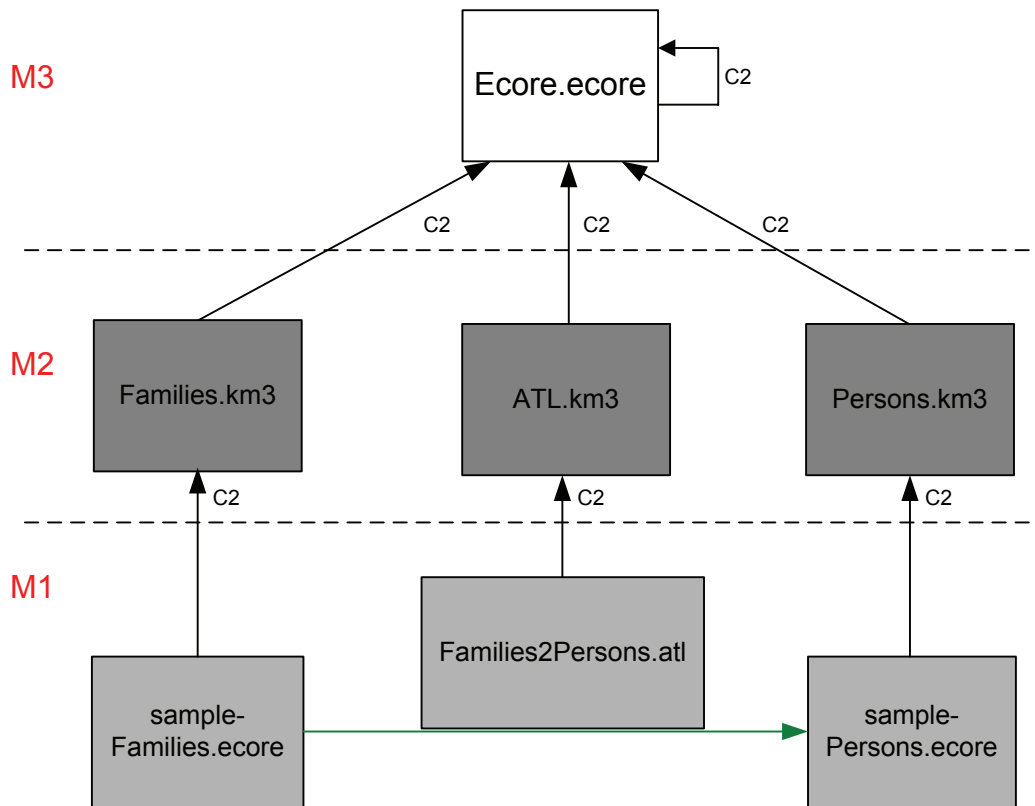 M3
Ecore.ecore
C2
C2
C2
C2
M2
Families.km3
ATL.km3
Persons.km3
C2
C2
C2
M1
Families2Persons.atl
sample-
Families.ecore
sample-
Persons.ecore